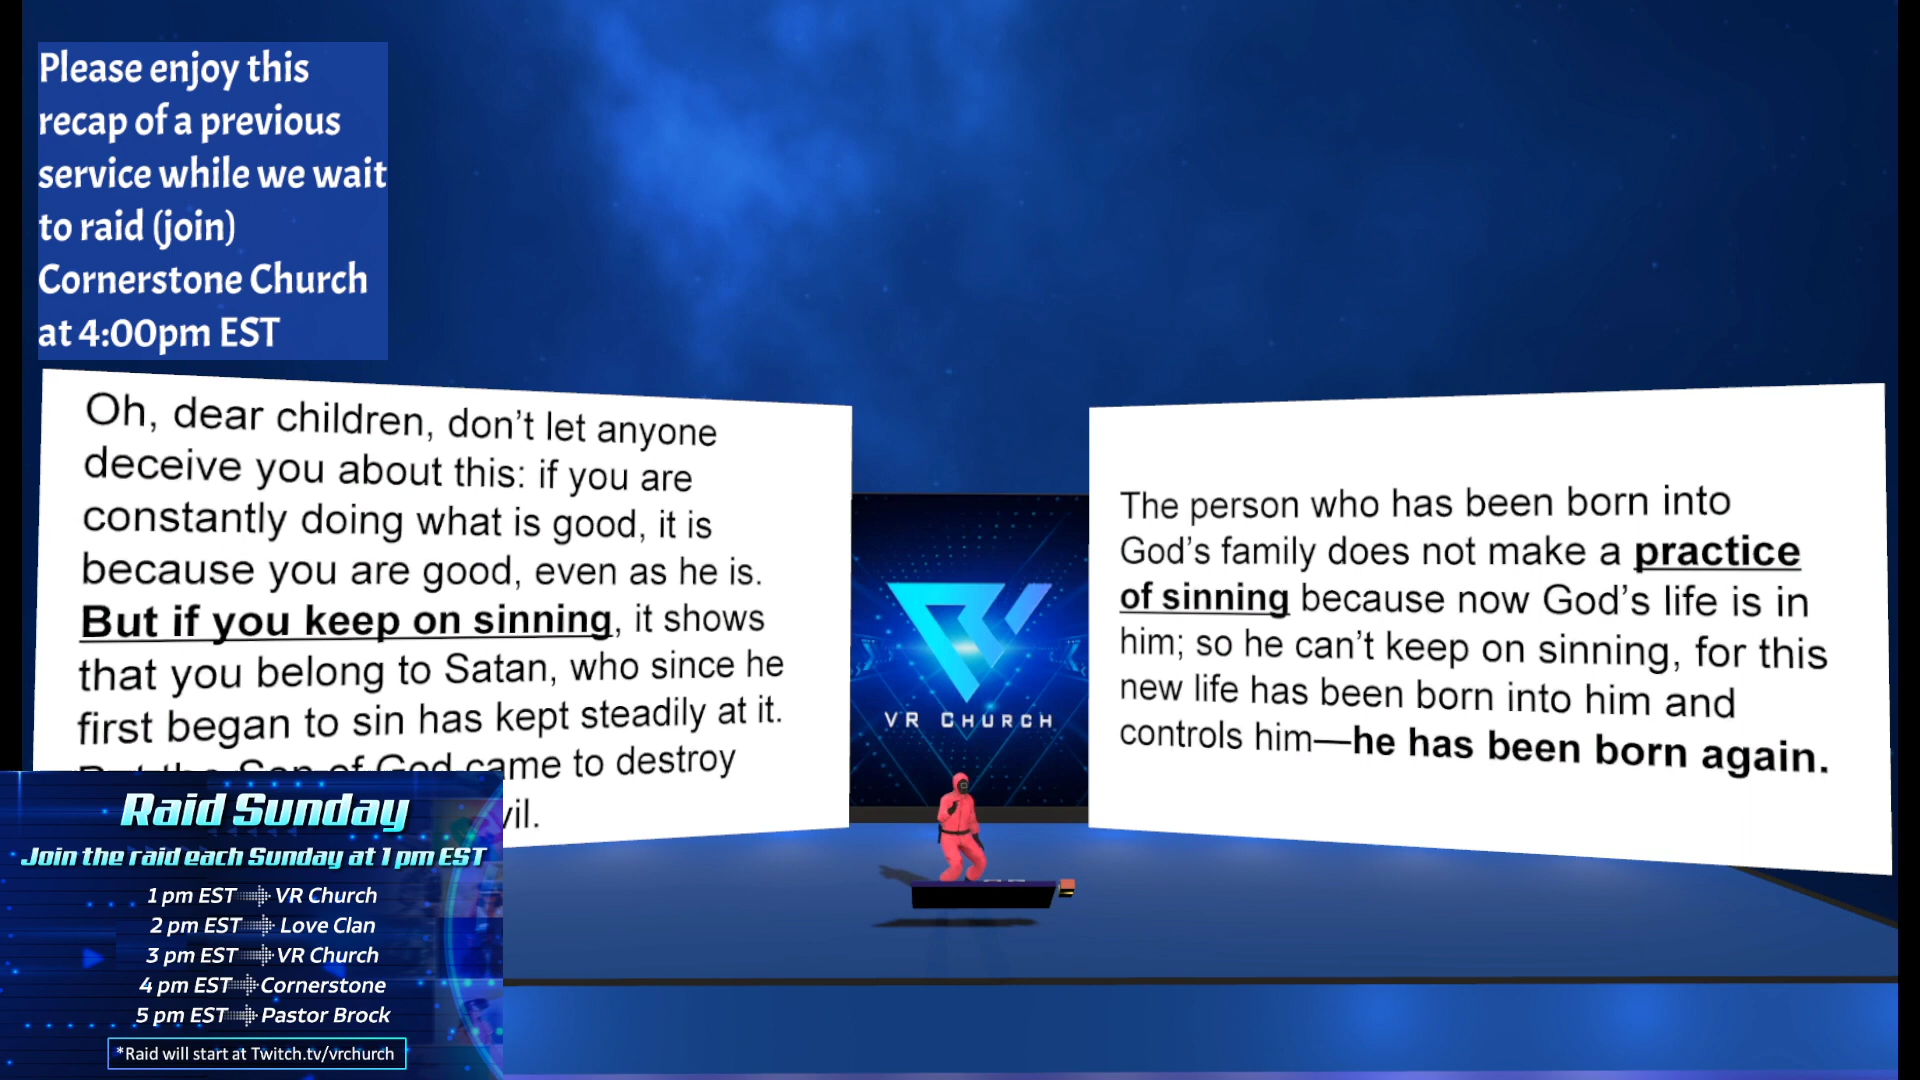 Please enjoy this
recap of a previous
service while we wait
to raid (join)
Cornerstone Church
at 4:00pm EST
Oh, dear children, don't let anyone
deceive you about this: if you are
constantly doing what is good, it is
because you are good, even as he is.
But if you keep on sinning, it shows
that you belong to Satan, who since he
first began to sin has kept steadily at it.
But the Son of God came to destroy
vil.
VR CHURCH
The person who has been born into
God's family does not make a practice
of sinning because now God's life is in
him; so he can't keep on sinning, for this
new life has been born into him and
controls him—he has been born again.
Raid Sunday
Join the raid each Sunday at 1 pm EST
1 pm EST VR Church
2 pm EST Love Clan
3 pm EST VR Church
4 pm EST Cornerstone
5 pm EST Pastor Brock
*Raid will start at Twitch.tv/vrchurch